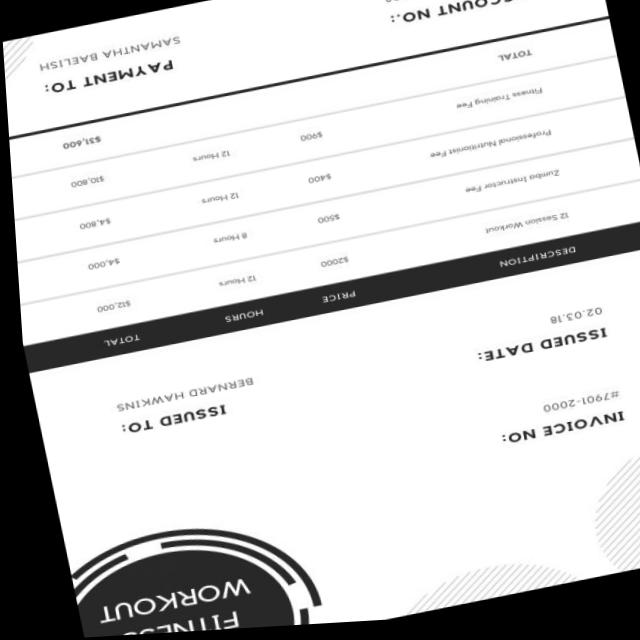 FITNESS
WORKOUT
INVOICE NO:
#7901-2000
ISSUED TO:
BERNARD HAWKINS
ISSUED DATE:
02.03.18
DESCRIPTION PRICE HOURS TOTAL
12 Session Workout $2000 12 Hours $12,000
Zumba Instructor Fee $500 8 Hours $4,000
Professional Nutritionist Fee $400 12 Hours $4,800
Fitness Training Fee $900 12 Hours $10,800
TOTAL $31,600
CCOUNT NO.:
PAYMENT TO:
SAMANTHA BAELISH